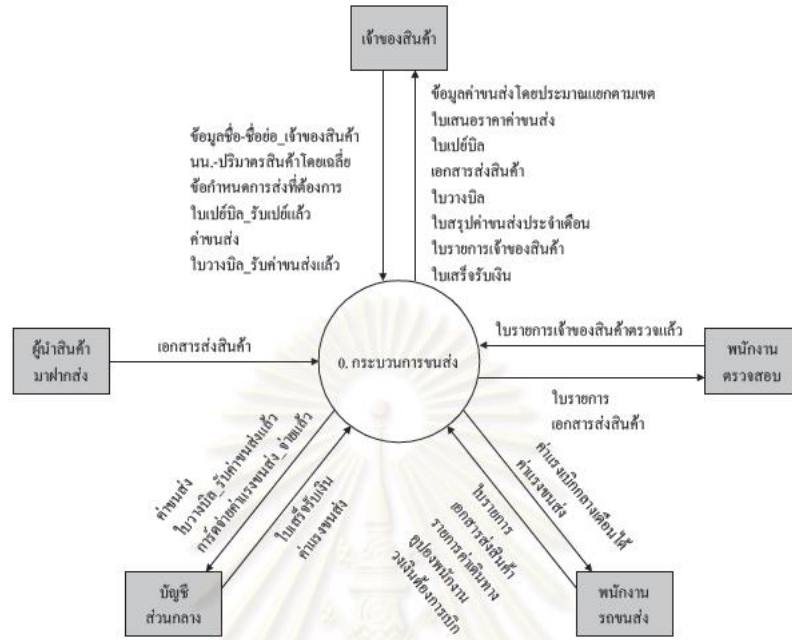 เจ้าของสินค้า
ข้อมูลชื่อ-ชื่อย่อ_เจ้าของสินค้า
นน.-ปริมาตรสินค้าโดยเฉลี่ย
ข้อกำหนดการส่งที่ต้องการ
ใบเปย์บิล_รับเปย์แล้ว
ค่าขนส่ง
ใบวางบิล_รับค่าขนส่งแล้ว
ข้อมูลค่าขนส่งโดยประมาณแยกตามเขต
ใบเสนอราคาค่าขนส่ง
ใบเปย์บิล
เอกสารส่งสินค้า
ใบวางบิล
ใบสรุปค่าขนส่งประจำเดือน
ใบรายการเจ้าของสินค้า
ใบเสร็จรับเงิน
ผู้นำสินค้า
มาฝากส่ง
เอกสารส่งสินค้า
0. กระบวนการขนส่ง
ใบรายการเจ้าของสินค้าตรวจแล้ว
พนักงาน
ตรวจสอบ
ใบรายการ
เอกสารส่งสินค้า
ค่าขนส่ง
ใบวางบิล_รับค่าขนส่งแล้ว
การ์ดจ่ายค่าแรงขนส่ง_จ่ายแล้ว
ใบเสร็จรับเงิน
ค่าแรงขนส่ง
ค่าแรงเบิกกลางเดือนได้
ค่าแรงขนส่ง
ใบรายการ
เอกสารส่งสินค้า
รายการค่าเดินทาง
คูปองพนักงาน
วงเงินต้องการเบิก
บัญชี
ส่วนกลาง
พนักงาน
รถขนส่ง